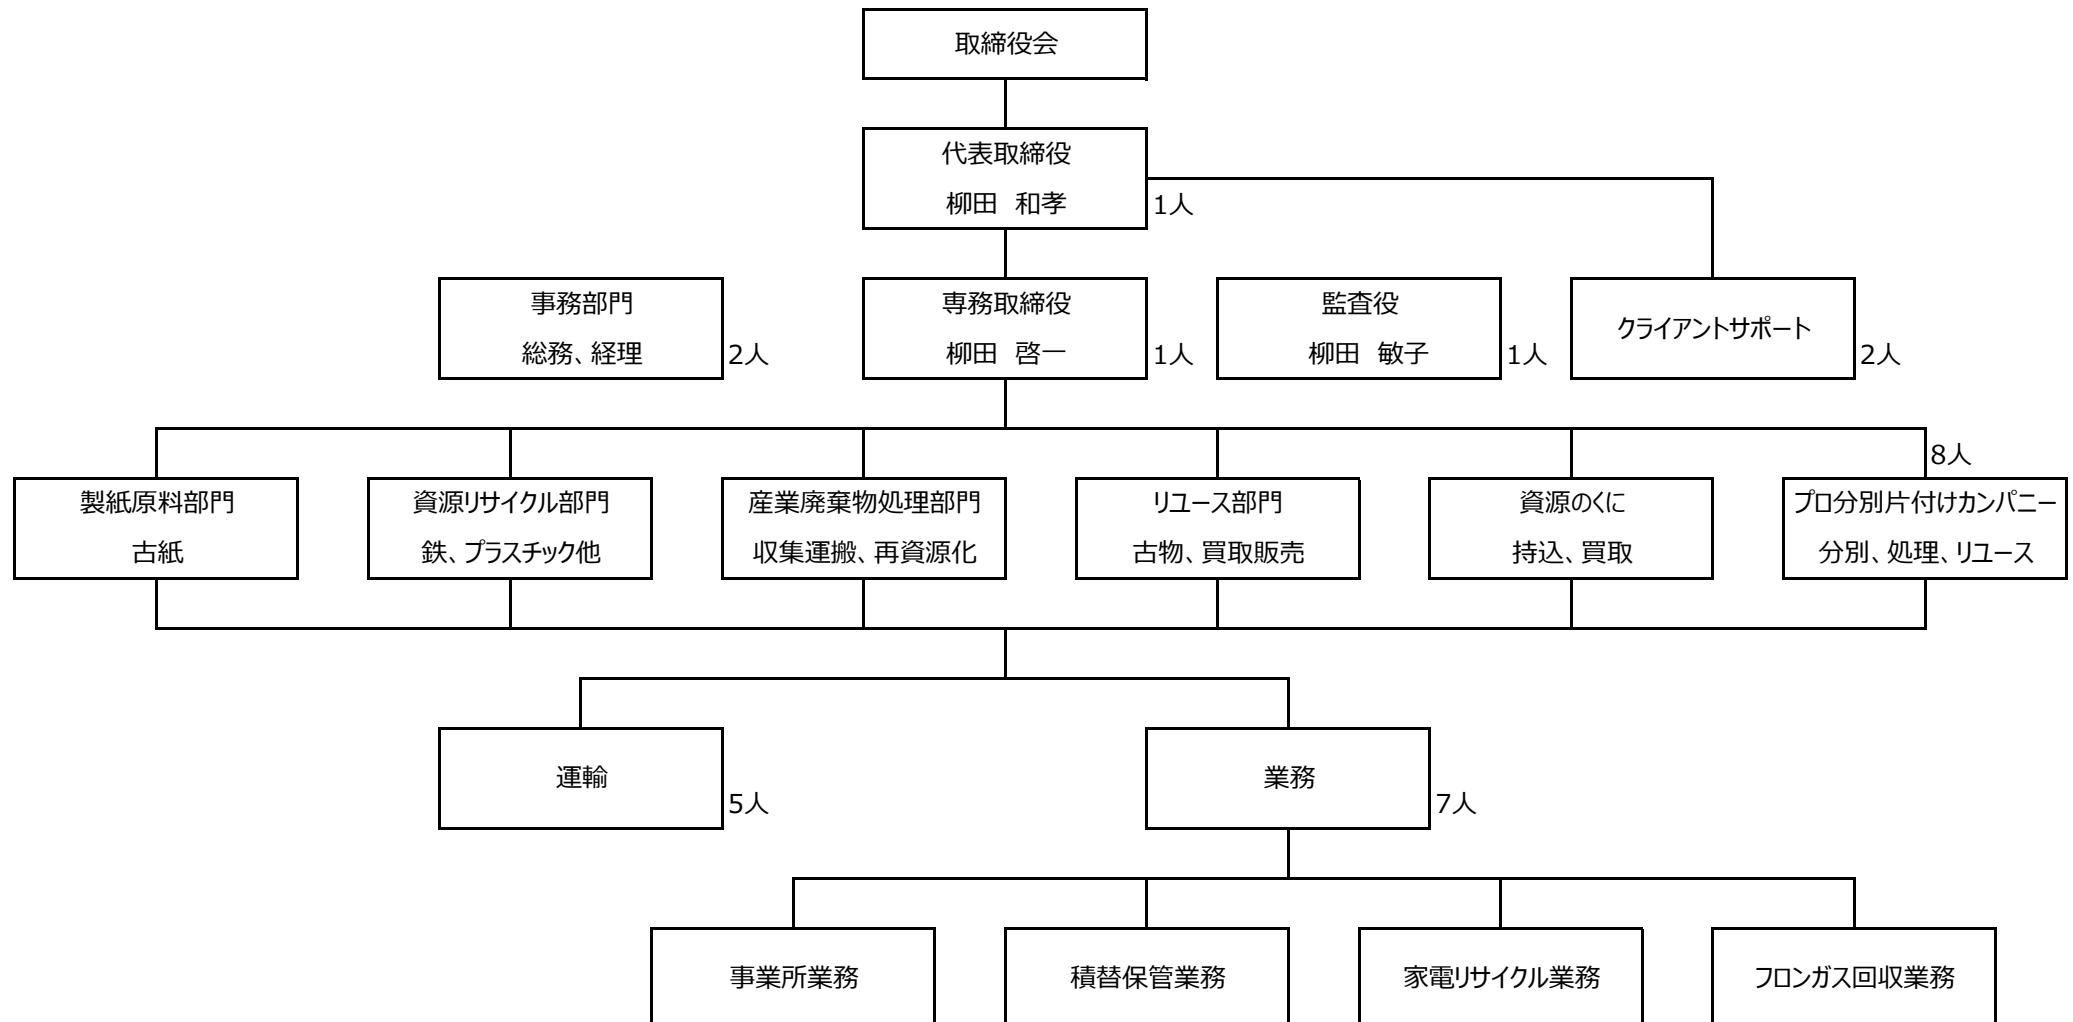 取締役会
代表取締役
柳田　和孝
1人
事務部門
総務、経理
2人
専務取締役
柳田　啓一
1人
監査役
柳田　敏子
1人
クライアントサポート
2人
8人
製紙原料部門
古紙
資源リサイクル部門
鉄、プラスチック他
産業廃棄物処理部門
収集運搬、再資源化
リユース部門
古物、買取販売
資源のくに
持込、買取
プロ分別片付けカンパニー
分別、処理、リユース
運輸
5人
業務
7人
事業所業務
積替保管業務
家電リサイクル業務
フロンガス回収業務